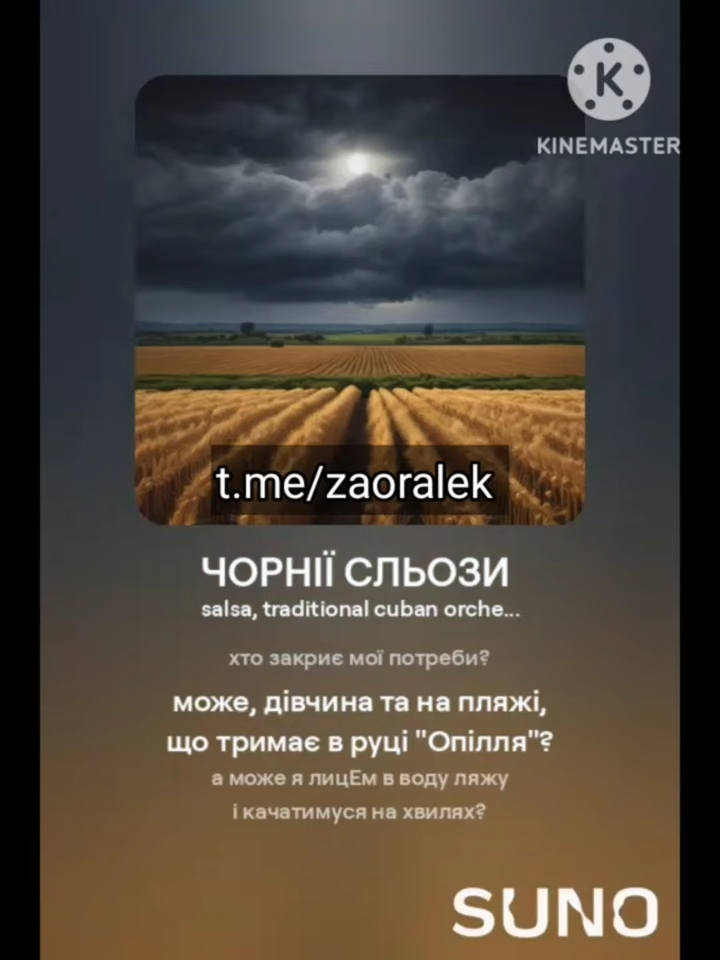 K
KINEMASTER
t.me/zaoralek
ЧОРНІЇ СЛЬОЗИ
salsa, traditional cuban orche...
хто закриє мої потреби?
може, дівчина та на пляжі,
що тримає в руці "Опілля"?
а може я лицЕм в воду ляжу
і качатимуся на хвилях?
SUNO